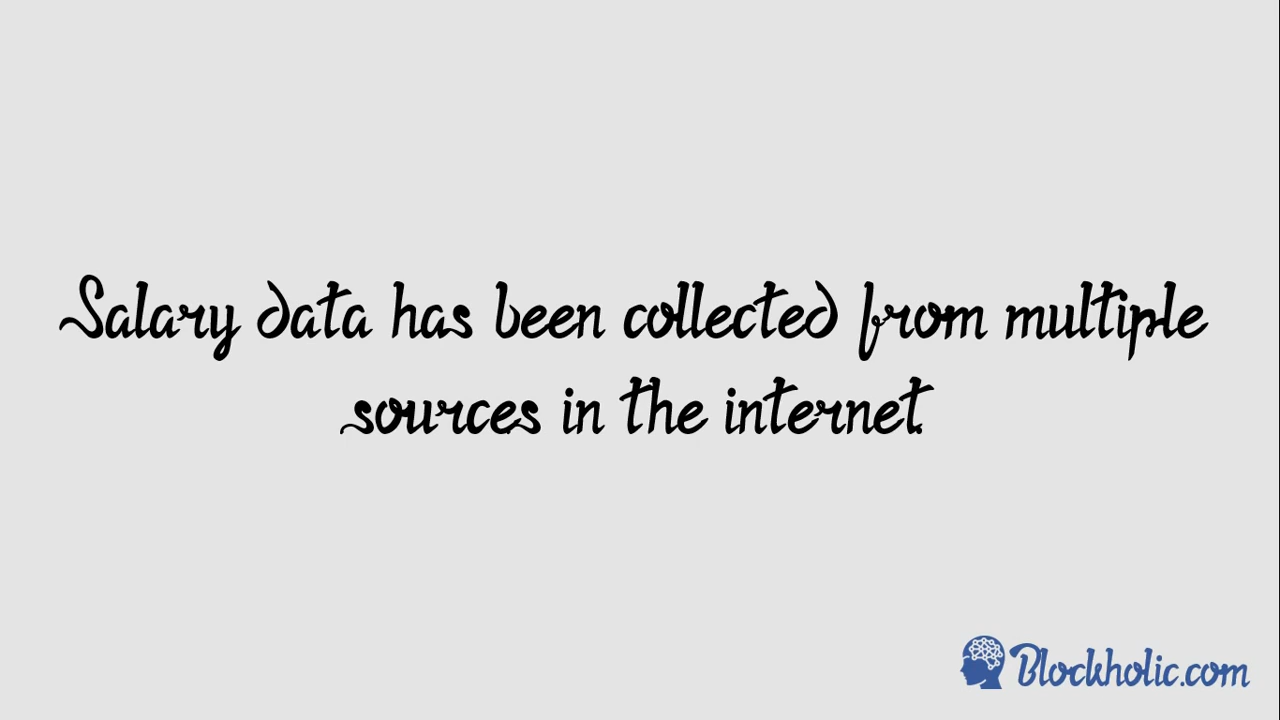 Salary data has been collected from multiple
sources in the internet.
Blockholic.com